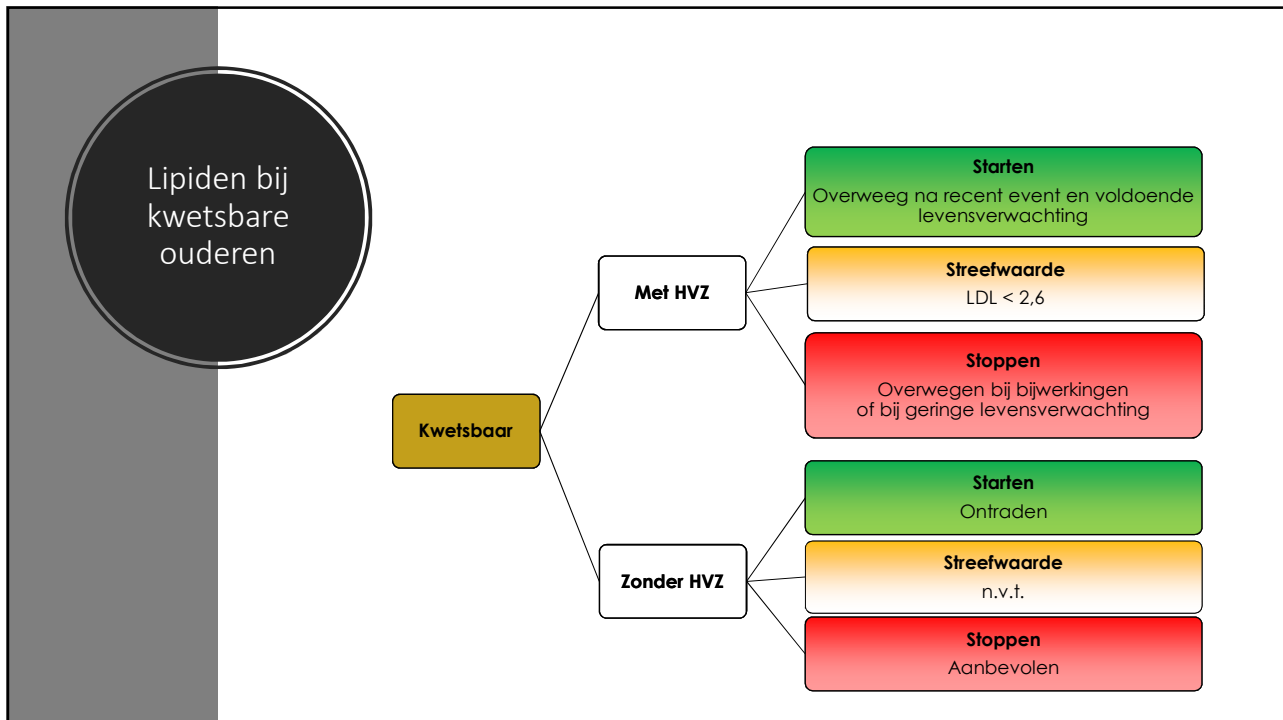 Lipiden bij
kwetsbare
ouderen
Kwetsbaar
Met HVZ
Starten
Overweeg na recent event en voldoende
levensverwachting
Streefwaarde
LDL < 2,6
Stoppen
Overwegen bij bijwerkingen
of bij geringe levensverwachting
Zonder HVZ
Starten
Ontraden
Streefwaarde
n.v.t.
Stoppen
Aanbevolen